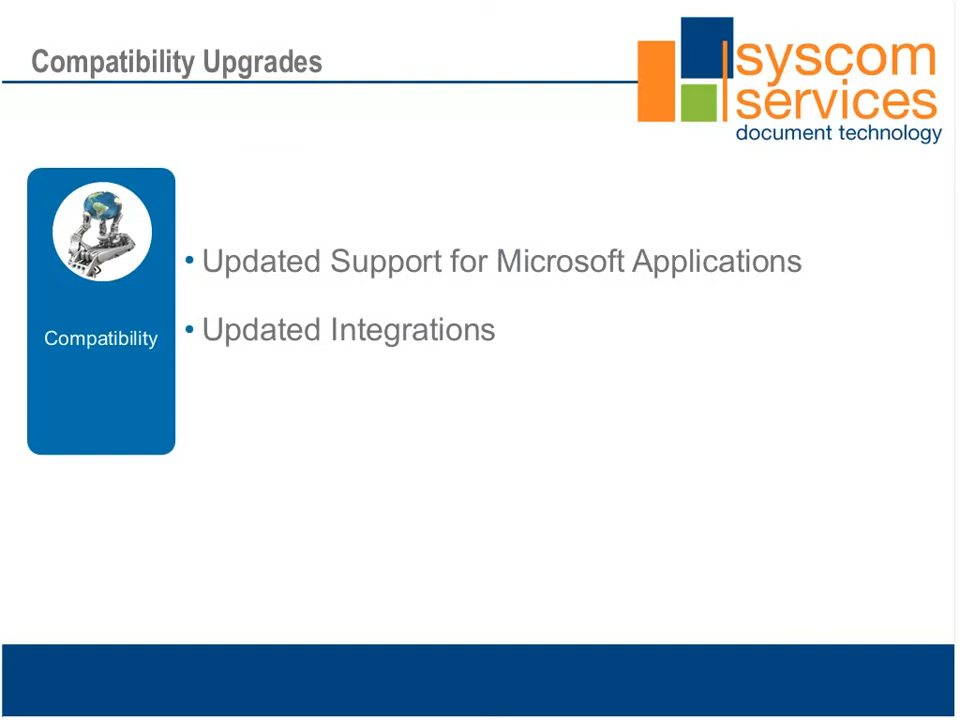 Compatibility Upgrades
syscom
services
document technology
• Updated Support for Microsoft Applications
• Updated Integrations
Compatibility